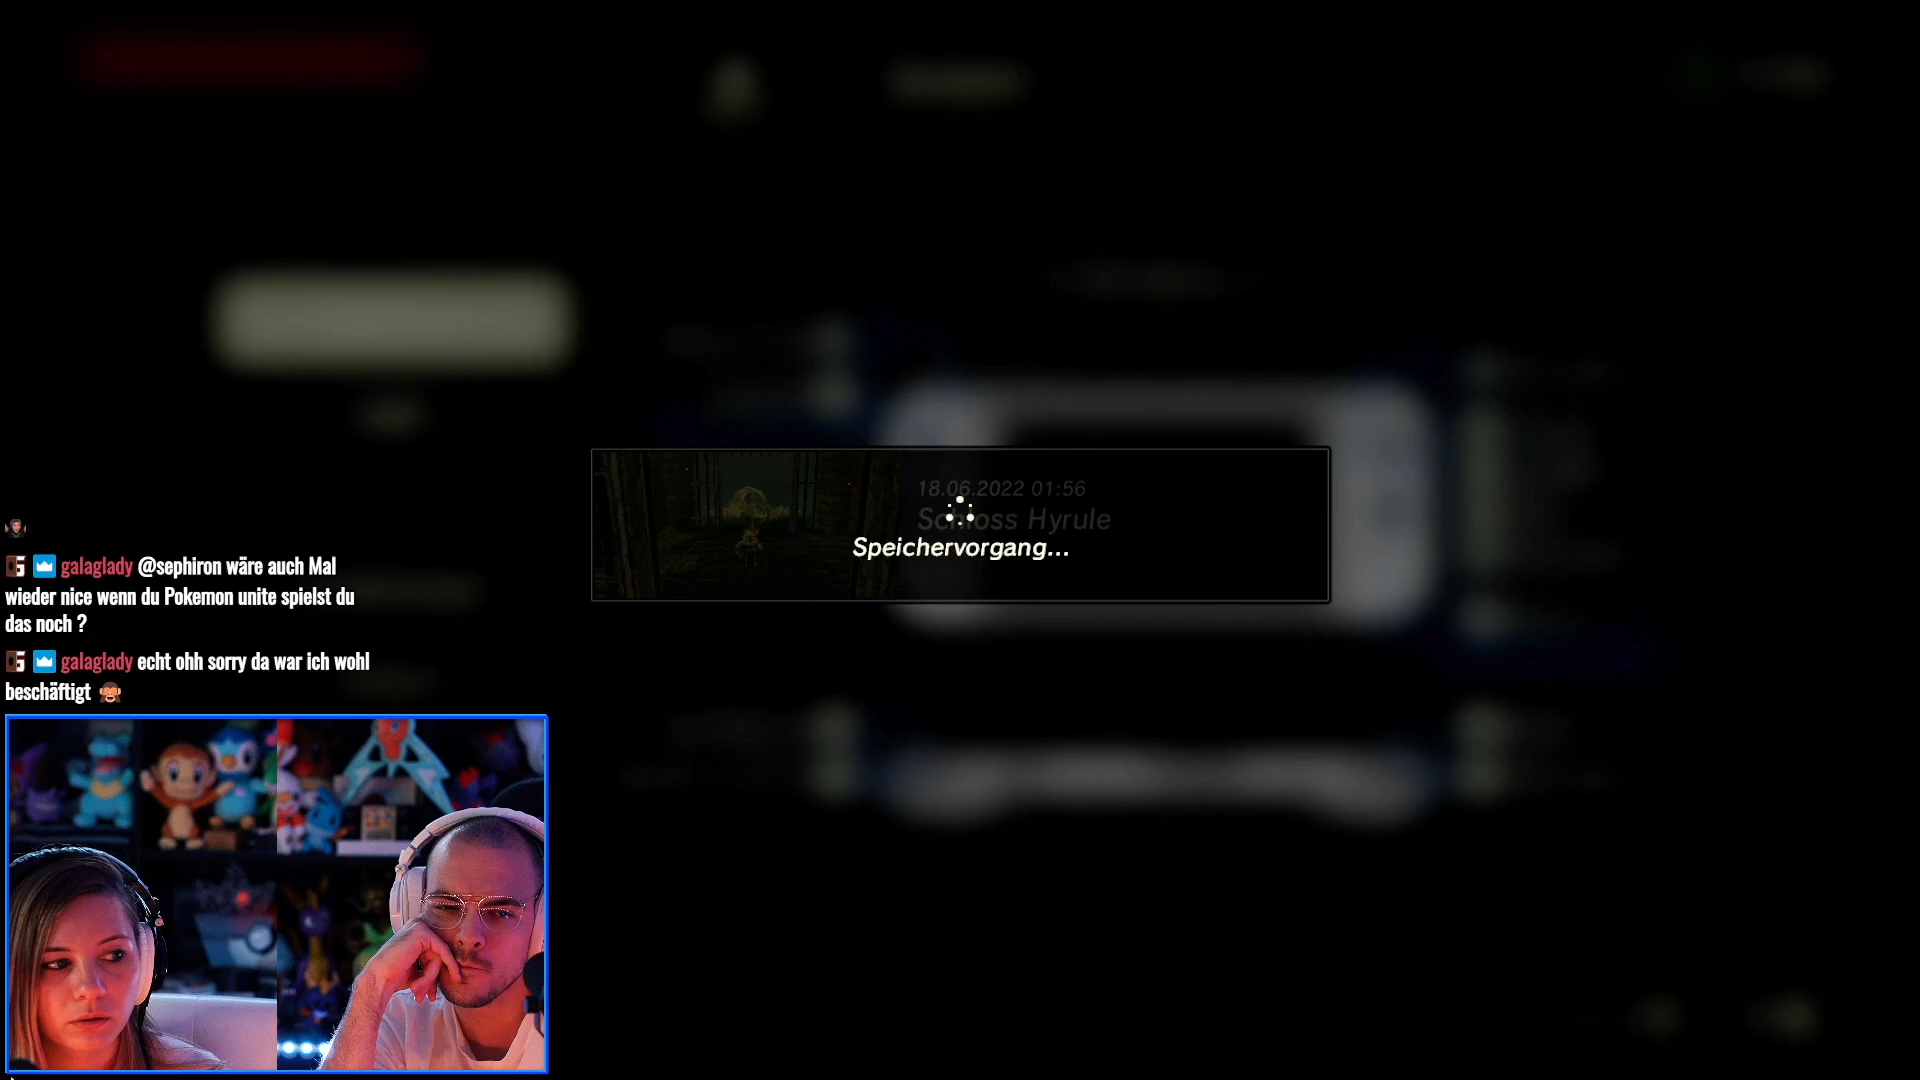 18.06.2022 01:56
Schloss Hyrule
Speichervorgang...
galaglady @sephiron wäre auch Mal
wieder nice wenn du Pokemon unite spielst du
das noch ?
galaglady echt ohh sorry da war ich wohl
beschäftigt 🙈